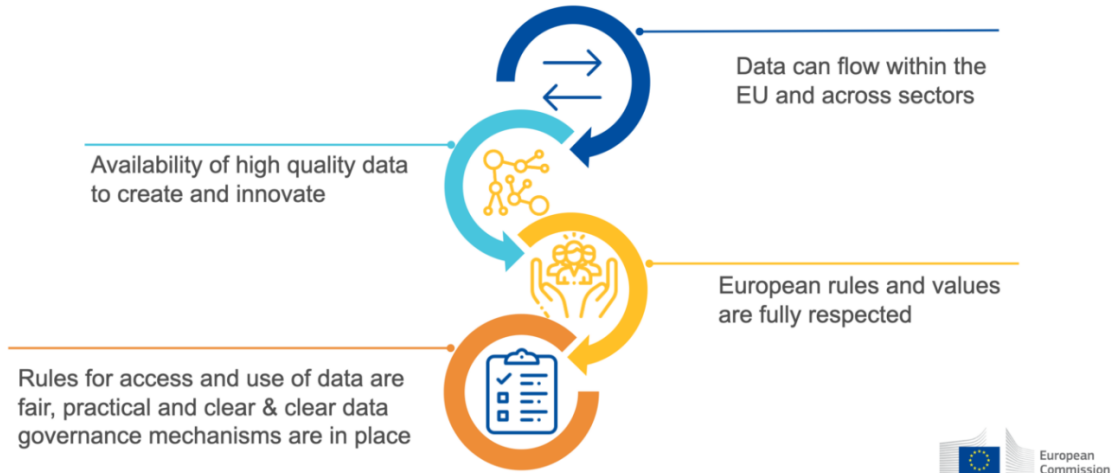 Data can flow within the
EU and across sectors
Availability of high quality data
to create and innovate
European rules and values
are fully respected
Rules for access and use of data are
fair, practical and clear & clear data
governance mechanisms are in place
European
Commission